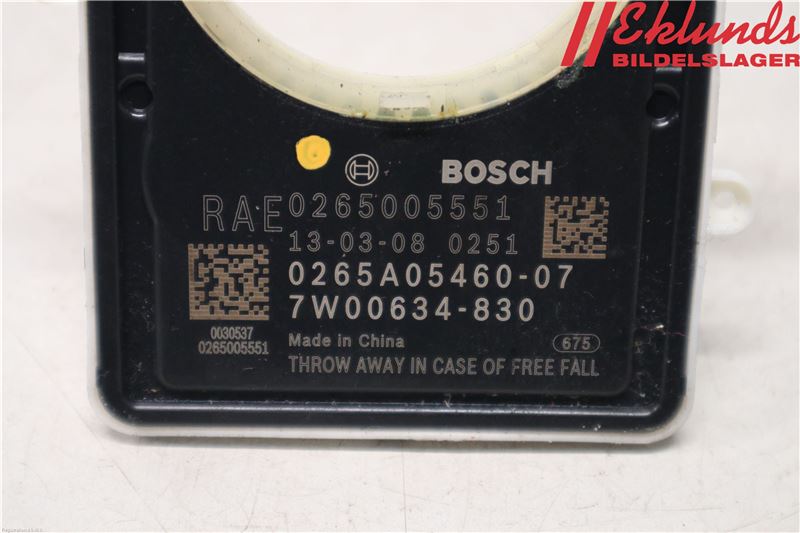 Eklunds
BILDELSLAGER
BOSCH
RAE 0265005551
13-03-08 0251
0265A05460-07
7W00634-830
0030537
0265005551
Made in China
675
THROW AWAY IN CASE OF FREE FALL